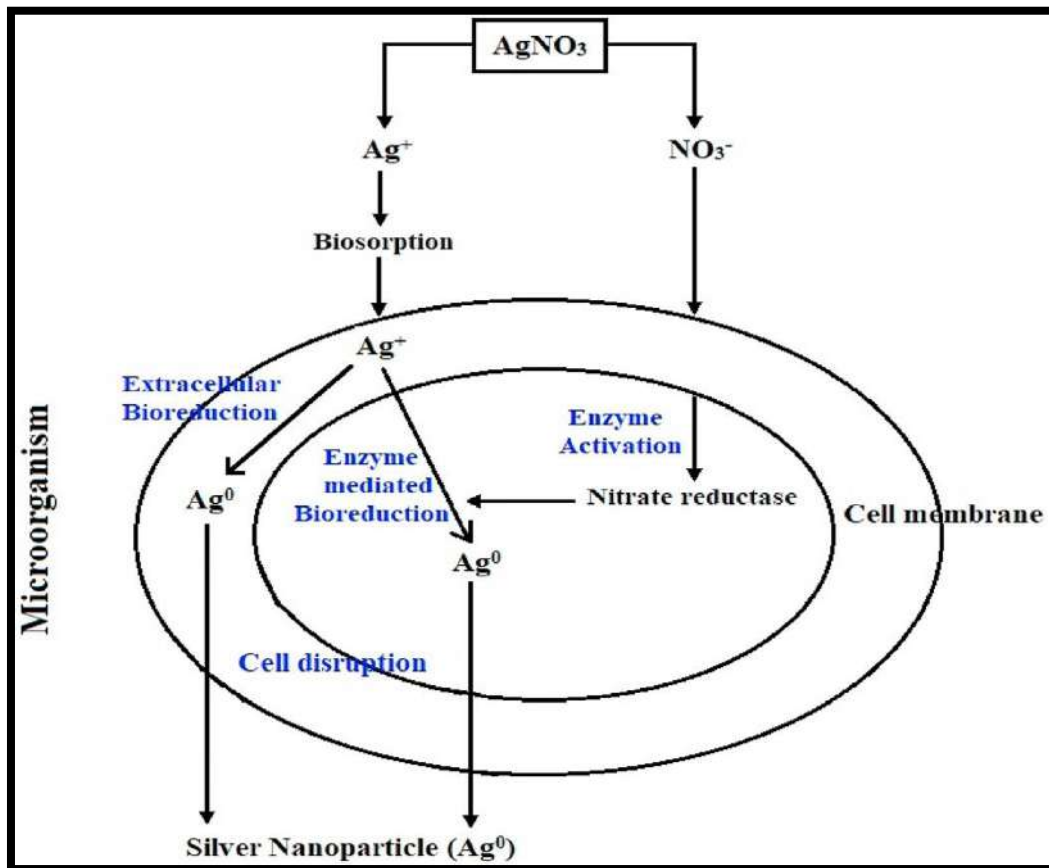 AgNO₃
Ag⁺
NO₃⁻
Biosorption
Ag⁺
Extracellular
Bioreduction
Enzyme
Activation
Enzyme
mediated
Bioreduction
Nitrate reductase
Ag⁰
Cell membrane
Ag⁰
Microorganism
Cell disruption
Silver Nanoparticle (Ag⁰)